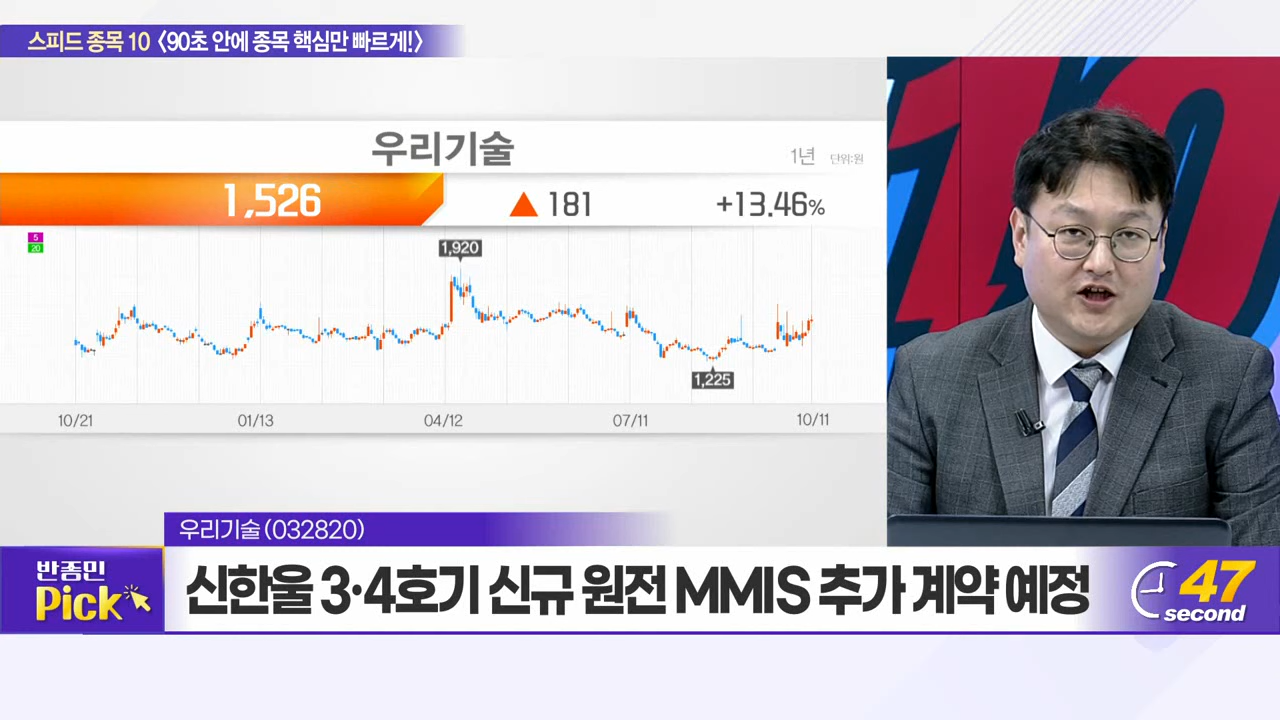 스피드 종목 10 <90초 안에 종목 핵심만 빠르게!>
우리기술
1년 단위:원
1,526 ▲ 181 +13.46%
5
20
1,920
1,225
10/21 01/13 04/12 07/11 10/11
10
우리기술 (032820)
반종민
Pick
신한울 3·4호기 신규 원전 MMIS 추가 계약 예정
47
second